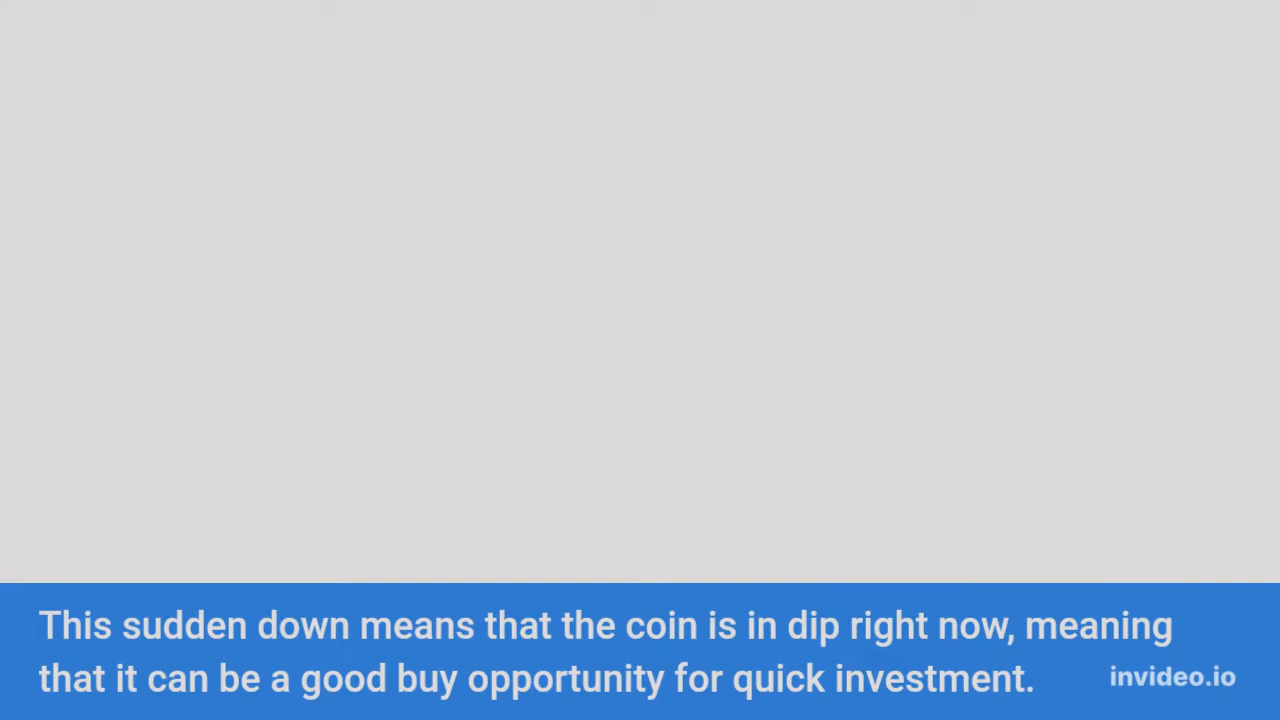 This sudden down means that the coin is in dip right now, meaning
that it can be a good buy opportunity for quick investment.
invideo.io